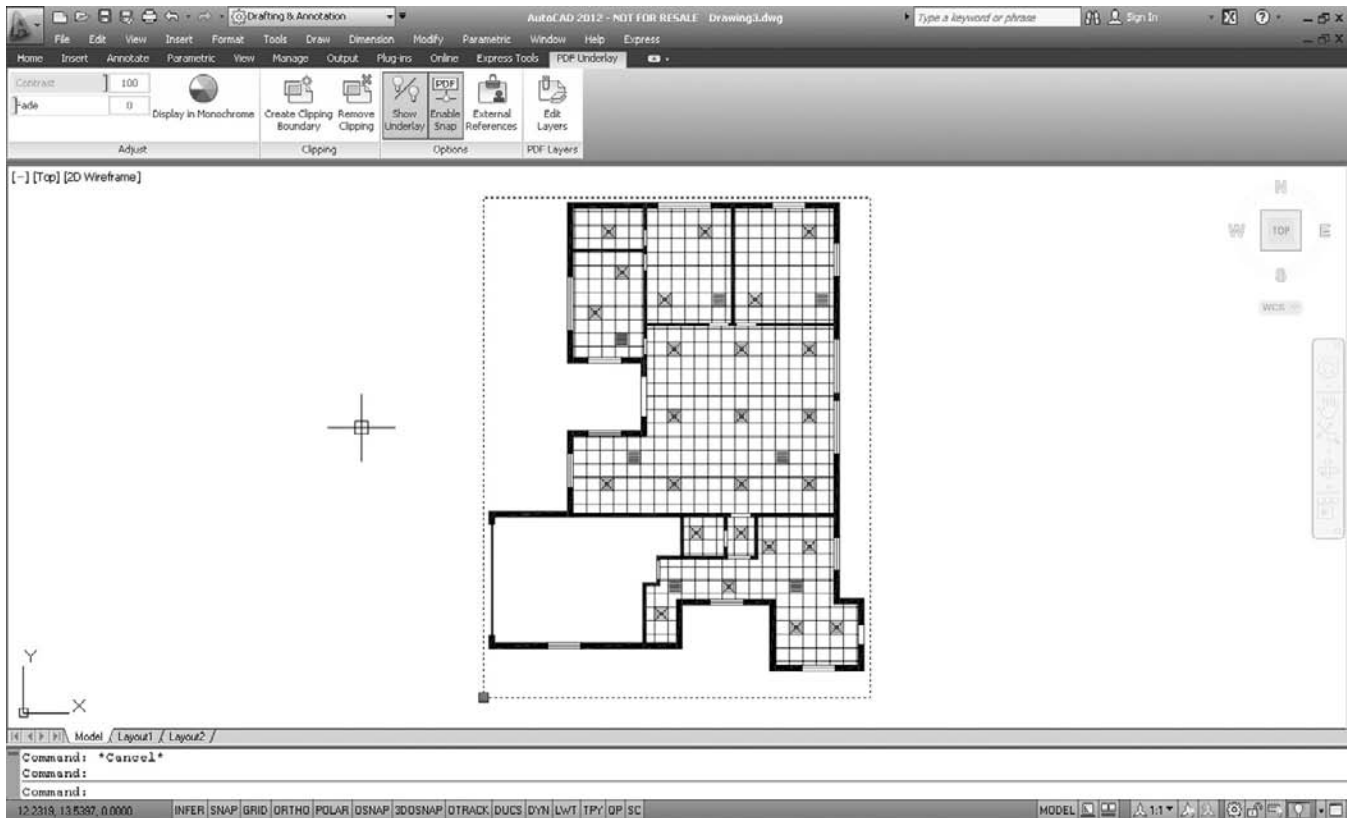 Drafting & Annotation
AutoCAD 2012 - NOT FOR RESALE Drawing3.dwg
Type a keyword or phrase
Sign In
File Edit View Insert Format Tools Draw Dimension Modify Parametric Window Help Express
Home Insert Annotate Parametric View Manage Output Plug-ins Online Express Tools PDF Underlay
Contrast 100
Fade 0
Display in Monochrome
Create Clipping Boundary
Remove Clipping
Show Underlay
PDF
Enable Snap
External References
Edit Layers
Adjust Clipping Options PDF Layers
[-] [Top] [2D Wireframe]
N
W TOP E
S
WCS
Y
X
Model / Layout1 / Layout2 /
Command: *Cancel*
Command:
Command:
12.2319, 13.5397, 0.0000 INFER SNAP GRID ORTHO POLAR OSNAP 3DOSNAP OTRACK DUCS DYN LWT TPY QP SC MODEL 1:1